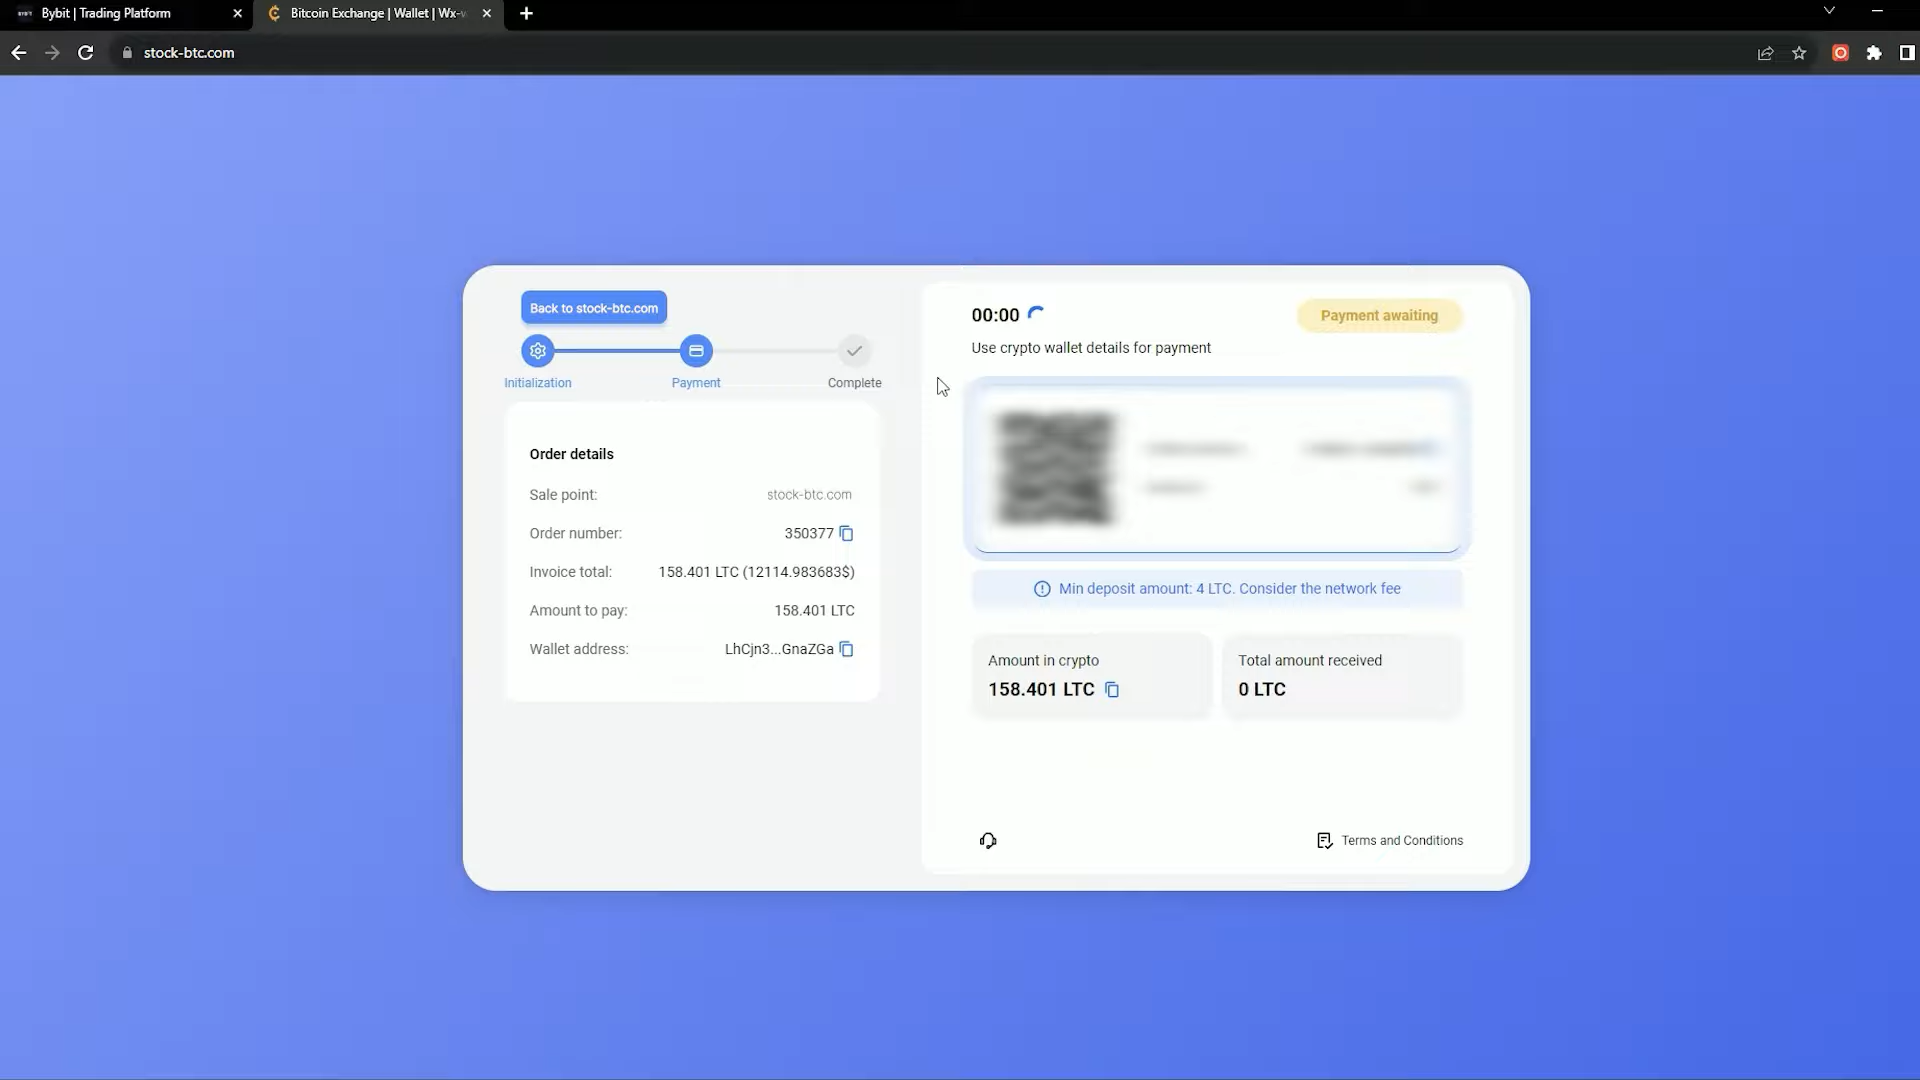 Bybit | Trading Platform
Bitcoin Exchange | Wallet | Wx-
stock-btc.com
Back to stock-btc.com
Initialization
Payment
Complete
Order details
Sale point: stock-btc.com
Order number: 350377
Invoice total: 158.401 LTC (12114.983683$)
Amount to pay: 158.401 LTC
Wallet address: LhCjn3...GnaZGa
00:00
Payment awaiting
Use crypto wallet details for payment
Min deposit amount: 4 LTC. Consider the network fee
Amount in crypto
158.401 LTC
Total amount received
0 LTC
Terms and Conditions